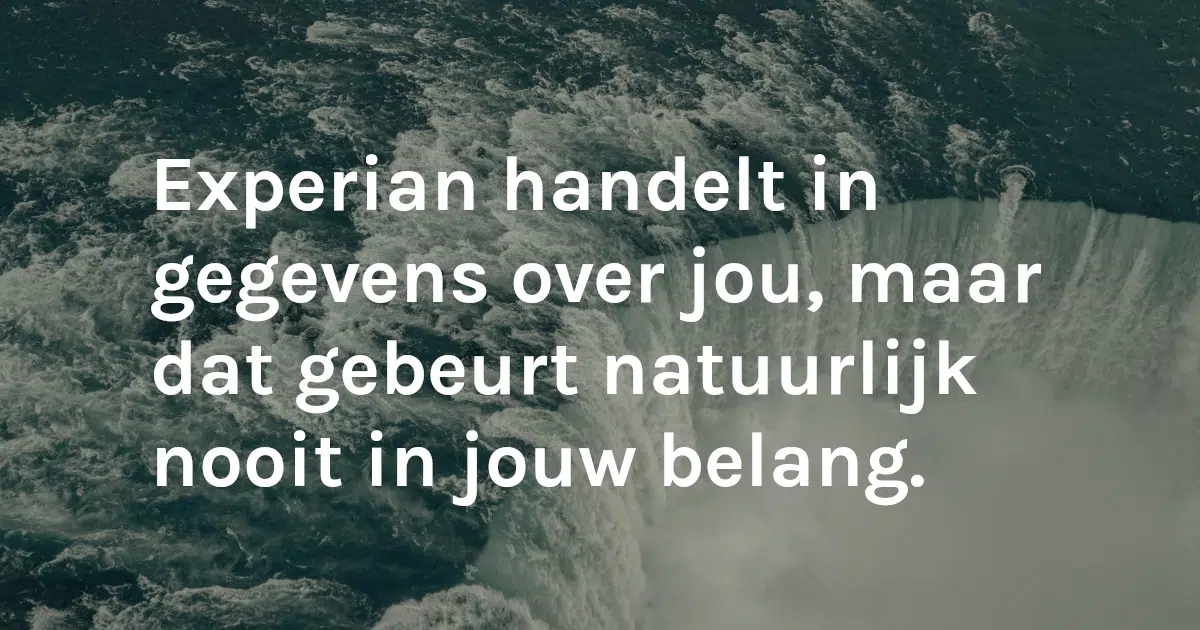 Experian handelt in
gegevens over jou, maar
dat gebeurt natuurlijk
nooit in jouw belang.